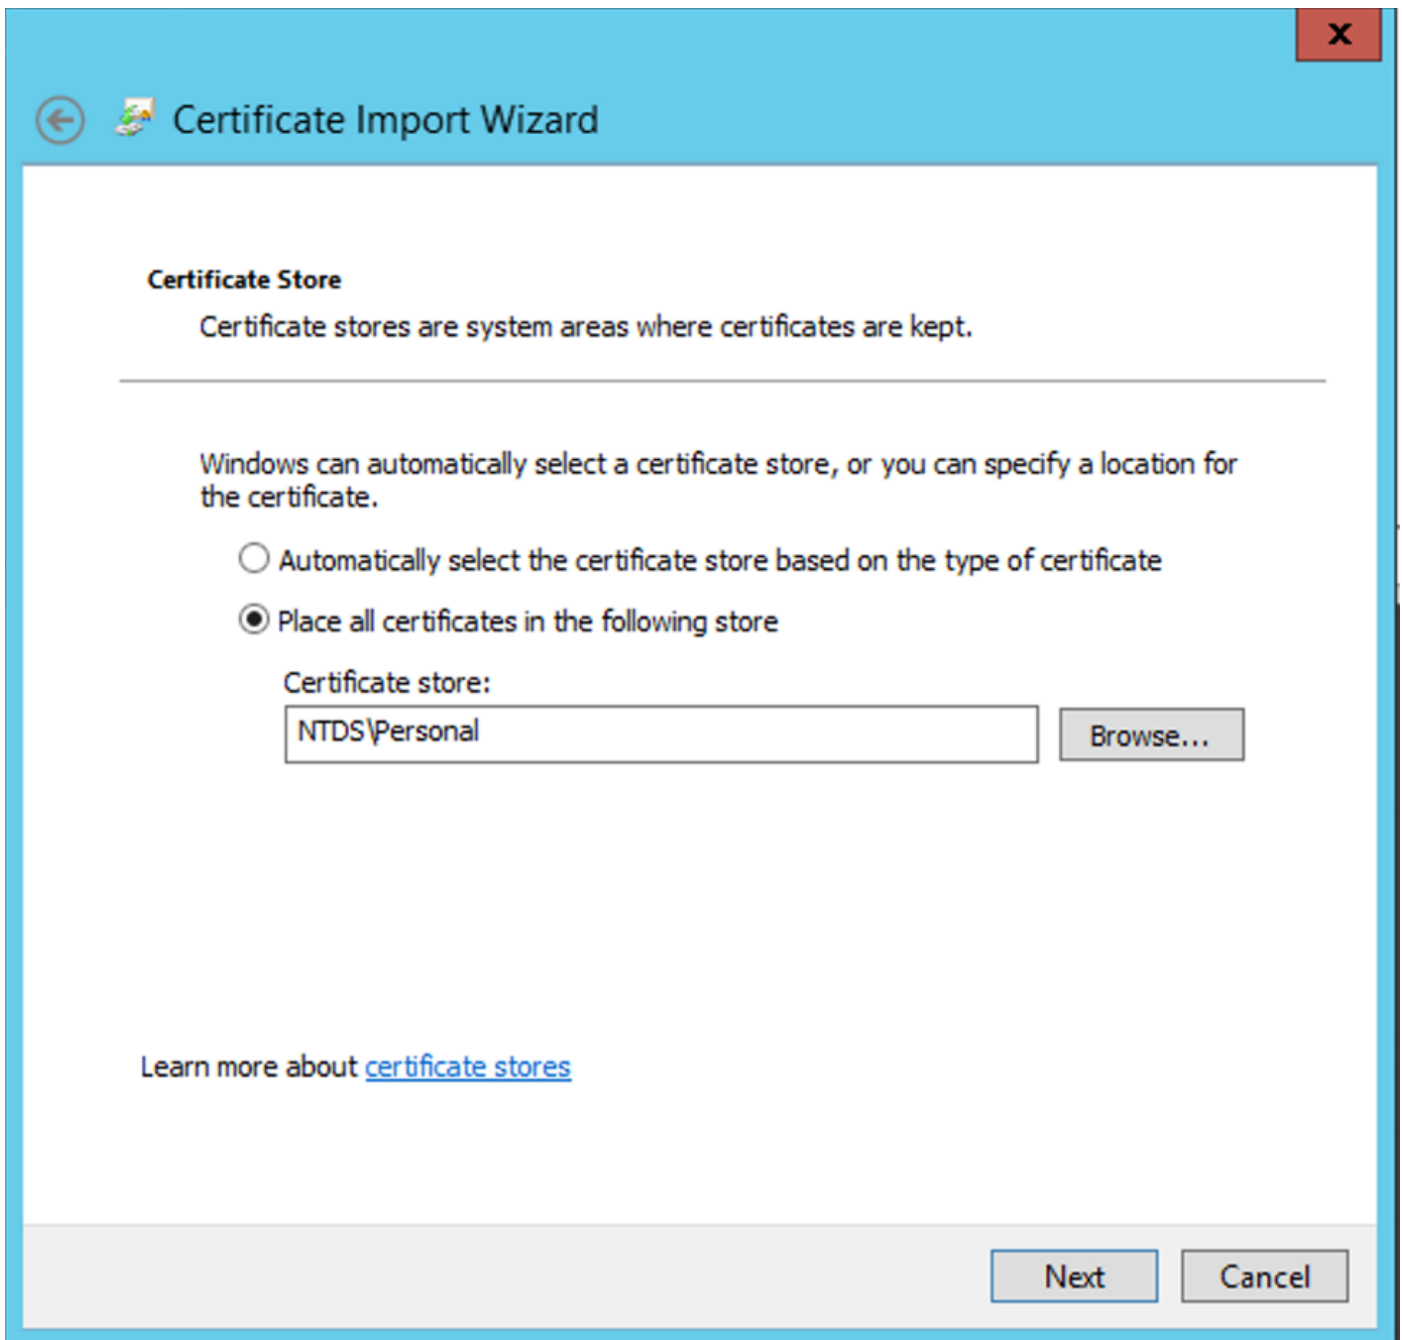 x
Certificate Import Wizard
Certificate Store
Certificate stores are system areas where certificates are kept.
Windows can automatically select a certificate store, or you can specify a location for
the certificate.
Automatically select the certificate store based on the type of certificate
Place all certificates in the following store
Certificate store:
NTDS\Personal
Browse...
Learn more about certificate stores
Next
Cancel